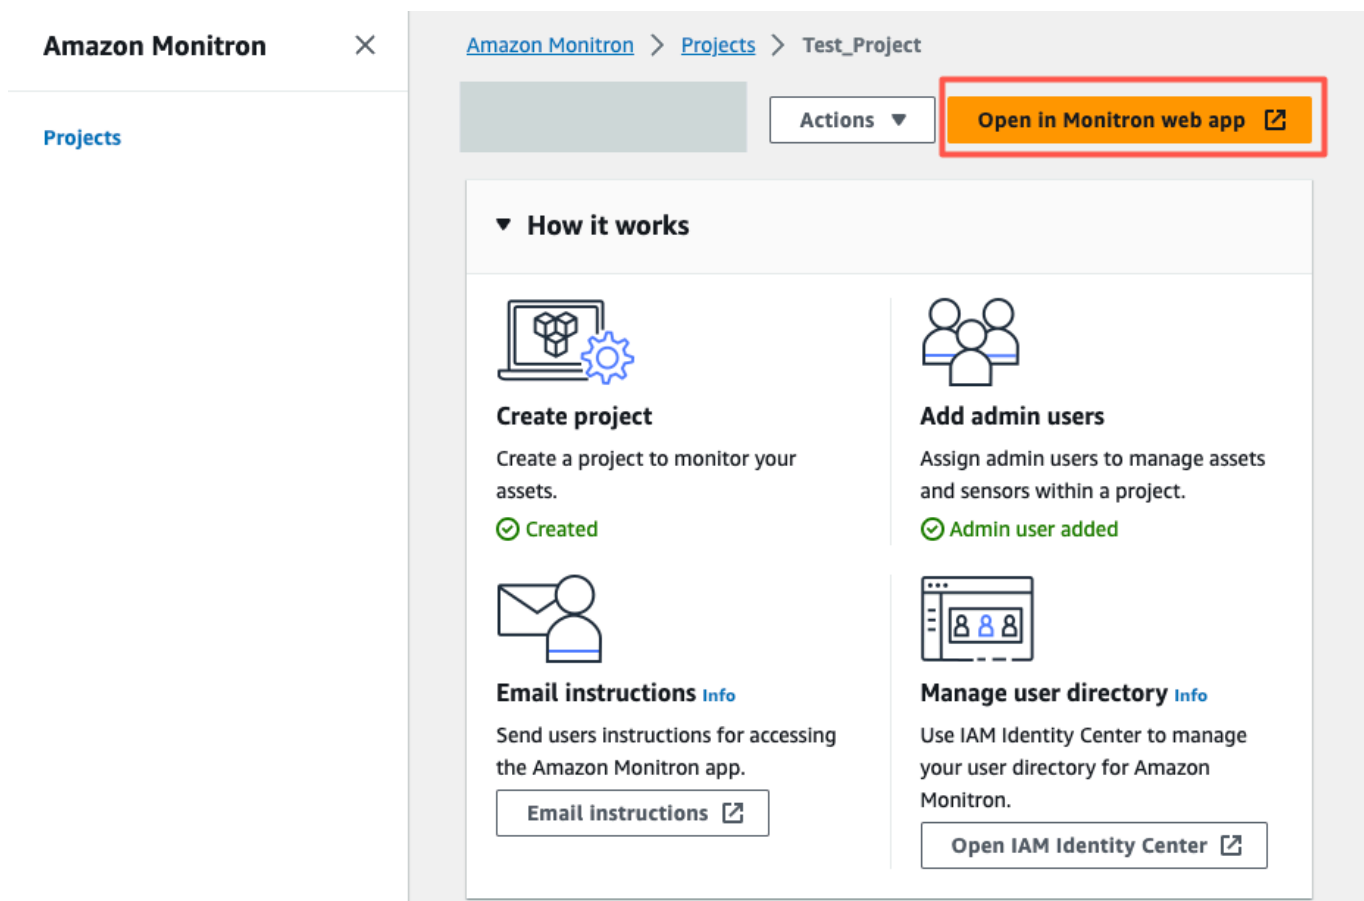 Amazon Monitron
Projects
Amazon Monitron > Projects > Test_Project
Actions
Open in Monitron web app
How it works
Create project
Create a project to monitor your
assets.
Created
Add admin users
Assign admin users to manage assets
and sensors within a project.
Admin user added
Email instructions Info
Send users instructions for accessing
the Amazon Monitron app.
Email instructions
Manage user directory Info
Use IAM Identity Center to manage
your user directory for Amazon
Monitron.
Open IAM Identity Center